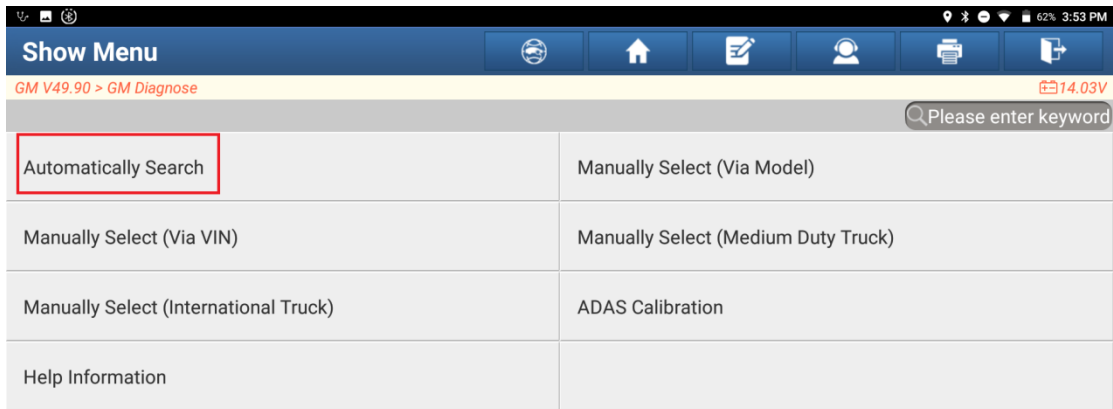 62% 3:53 PM
Show Menu
GM V49.90 > GM Diagnose
14.03V
Please enter keyword
Automatically Search
Manually Select (Via Model)
Manually Select (Via VIN)
Manually Select (Medium Duty Truck)
Manually Select (International Truck)
ADAS Calibration
Help Information